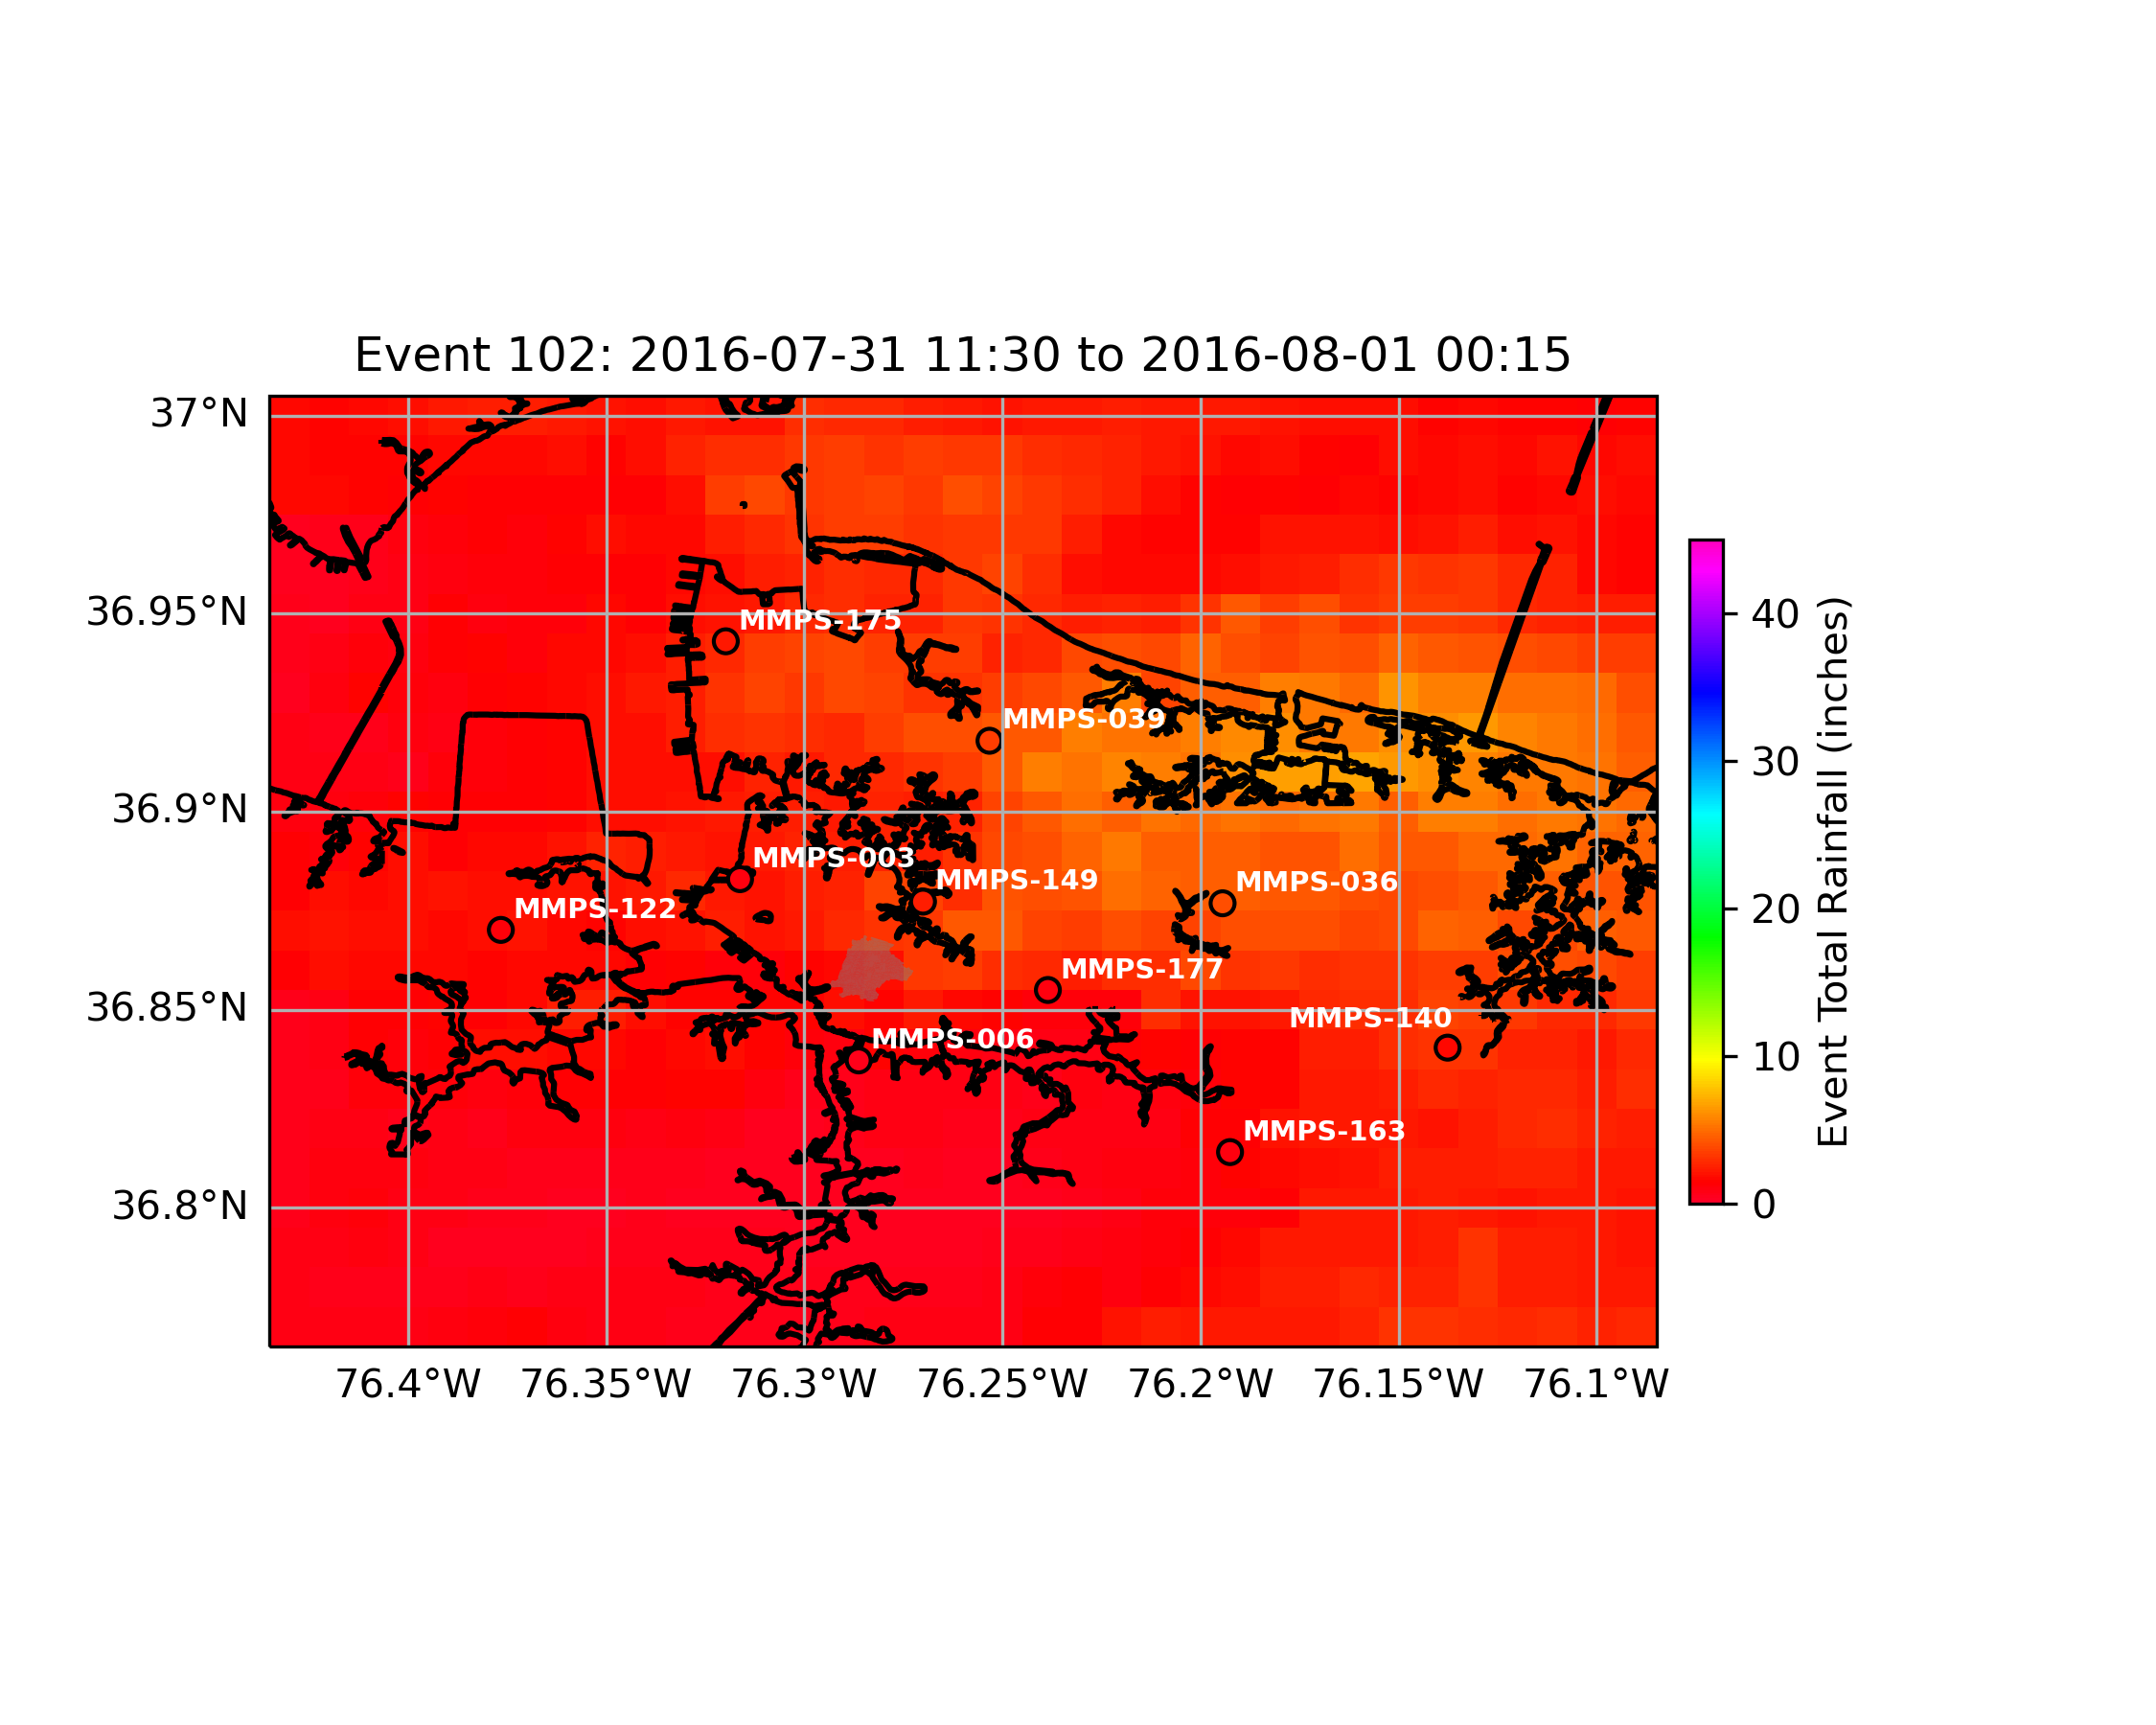 Event 102: 2016-07-31 11:30 to 2016-08-01 00:15
37°N
36.95°N
36.9°N
36.85°N
36.8°N
MMPS-175
MMPS-039
MMPS-003
MMPS-149
MMPS-036
MMPS-122
MMPS-177
MMPS-140
MMPS-006
MMPS-163
76.4°W
76.35°W
76.3°W
76.25°W
76.2°W
76.15°W
76.1°W
40
30
20
10
0
Event Total Rainfall (inches)